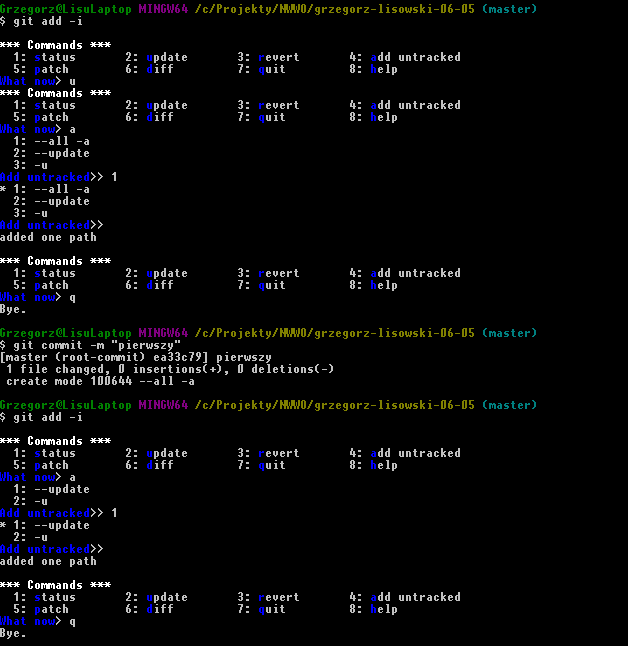 Grzegorz@LisuLaptop MINGW64 /c/Projekty/NWWO/grzegorz-lisowski-06-05 (master)
$ git add -i

*** Commands ***
  1: status       2: update       3: revert       4: add untracked
  5: patch        6: diff         7: quit         8: help
What now> u
*** Commands ***
  1: status       2: update       3: revert       4: add untracked
  5: patch        6: diff         7: quit         8: help
What now> a
  1: --all -a
  2: --update
  3: -u
Add untracked>> 1
* 1: --all -a
  2: --update
  3: -u
Add untracked>>
added one path

*** Commands ***
  1: status       2: update       3: revert       4: add untracked
  5: patch        6: diff         7: quit         8: help
What now> q
Bye.

Grzegorz@LisuLaptop MINGW64 /c/Projekty/NWWO/grzegorz-lisowski-06-05 (master)
$ git commit -m "pierwszy"
[master (root-commit) ea33c79] pierwszy
 1 file changed, 0 insertions(+), 0 deletions(-)
 create mode 100644 --all -a

Grzegorz@LisuLaptop MINGW64 /c/Projekty/NWWO/grzegorz-lisowski-06-05 (master)
$ git add -i

*** Commands ***
  1: status       2: update       3: revert       4: add untracked
  5: patch        6: diff         7: quit         8: help
What now> a
  1: --update
  2: -u
Add untracked>> 1
* 1: --update
  2: -u
Add untracked>>
added one path

*** Commands ***
  1: status       2: update       3: revert       4: add untracked
  5: patch        6: diff         7: quit         8: help
What now> q
Bye.